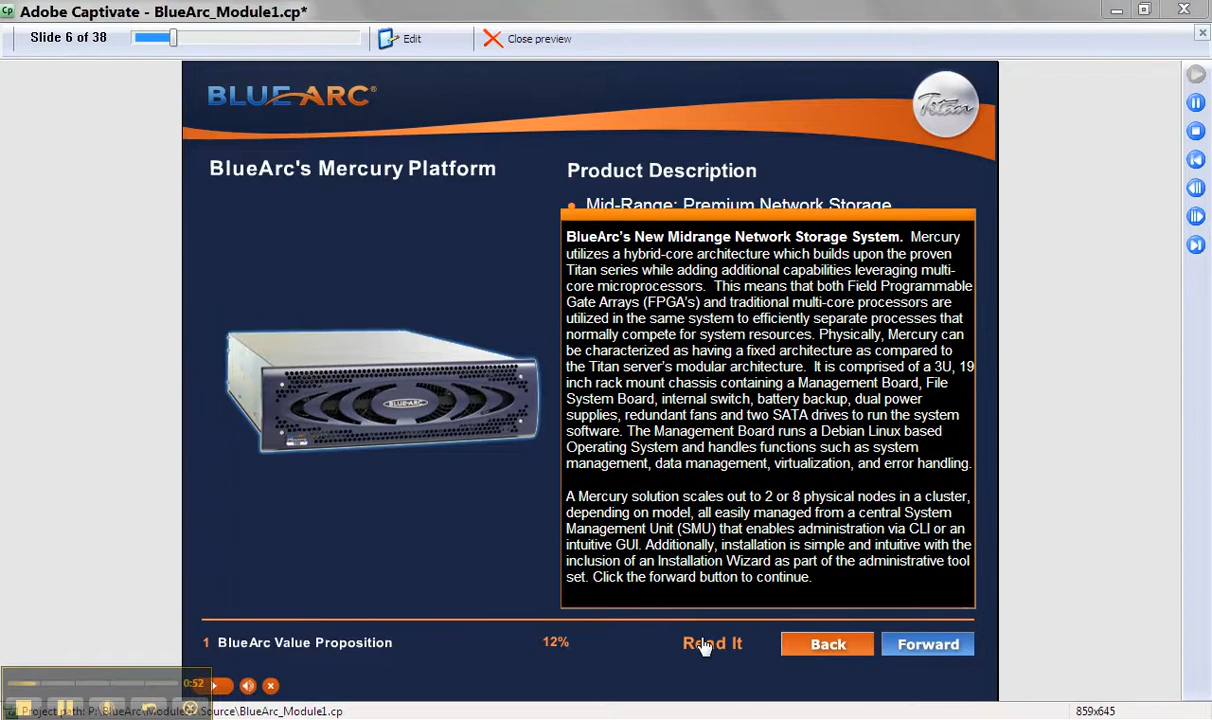 Cp Adobe Captivate - BlueArc_Module1.cp*
Slide 6 of 38
Edit
Close preview
BLUE ARC®
Titan
BlueArc's Mercury Platform
Product Description
• Mid-Range: Premium Network Storage
BlueArc's New Midrange Network Storage System. Mercury
utilizes a hybrid-core architecture which builds upon the proven
Titan series while adding additional capabilities leveraging multi-
core microprocessors. This means that both Field Programmable
Gate Arrays (FPGA's) and traditional multi-core processors are
utilized in the same system to efficiently separate processes that
normally compete for system resources. Physically, Mercury can
be characterized as having a fixed architecture as compared to
the Titan server's modular architecture. It is comprised of a 3U, 19
inch rack mount chassis containing a Management Board, File
System Board, internal switch, battery backup, dual power
supplies, redundant fans and two SATA drives to run the system
software. The Management Board runs a Debian Linux based
Operating System and handles functions such as system
management, data management, virtualization, and error handling.
A Mercury solution scales out to 2 or 8 physical nodes in a cluster,
depending on model, all easily managed from a central System
Management Unit (SMU) that enables administration via CLI or an
intuitive GUI. Additionally, installation is simple and intuitive with the
inclusion of an Installation Wizard as part of the administrative tool
set. Click the forward button to continue.
BLUE ARC
1 BlueArc Value Proposition
12%
Read It
Back
Forward
0:52
Project path: P:\BlueArc\Module1\Source\BlueArc_Module1.cp
859x645